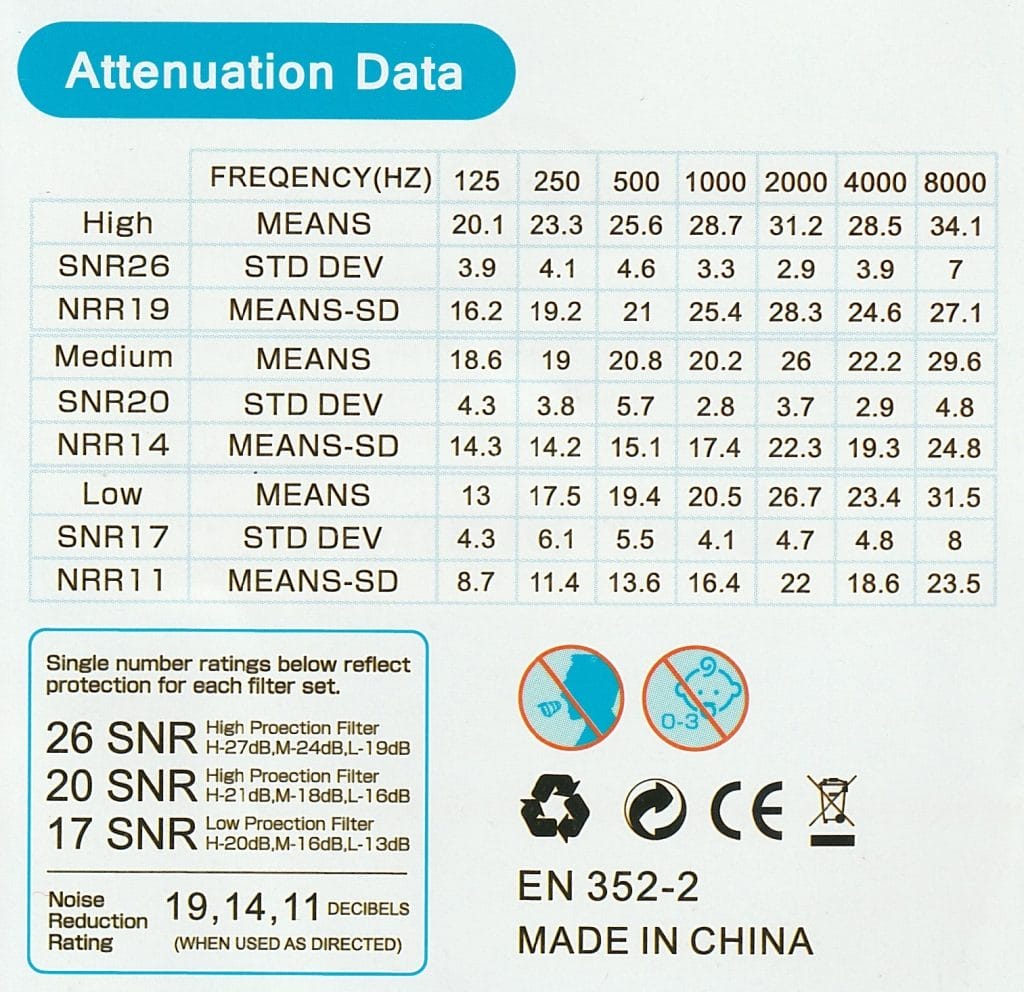 Attenuation Data
FREQENCY(HZ) 125 250 500 1000 2000 4000 8000
High MEANS 20.1 23.3 25.6 28.7 31.2 28.5 34.1
SNR26 STD DEV 3.9 4.1 4.6 3.3 2.9 3.9 7
NRR19 MEANS-SD 16.2 19.2 21 25.4 28.3 24.6 27.1
Medium MEANS 18.6 19 20.8 20.2 26 22.2 29.6
SNR20 STD DEV 4.3 3.8 5.7 2.8 3.7 2.9 4.8
NRR14 MEANS-SD 14.3 14.2 15.1 17.4 22.3 19.3 24.8
Low MEANS 13 17.5 19.4 20.5 26.7 23.4 31.5
SNR17 STD DEV 4.3 6.1 5.5 4.1 4.7 4.8 8
NRR11 MEANS-SD 8.7 11.4 13.6 16.4 22 18.6 23.5
Single number ratings below reflect
protection for each filter set.
26 SNR High Proection Filter
H-27dB,M-24dB,L-19dB
20 SNR High Proection Filter
H-21dB,M-18dB,L-16dB
17 SNR Low Proection Filter
H-20dB,M-16dB,L-13dB
Noise
Reduction
Rating
19,14,11 DECIBELS
(WHEN USED AS DIRECTED)
0-3
CE
EN 352-2
MADE IN CHINA